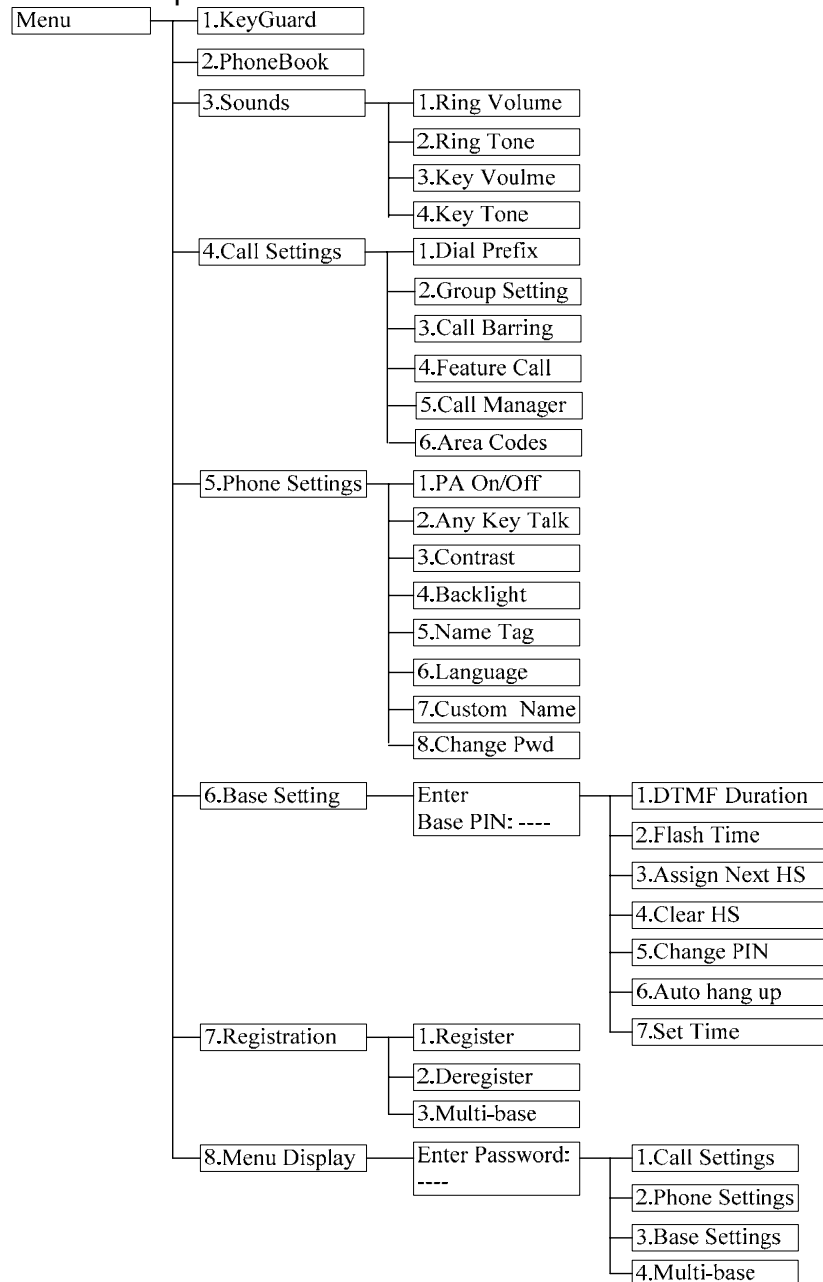 Menu
1.KeyGuard
2.PhoneBook
3.Sounds
1.Ring Volume
2.Ring Tone
3.Key Voulme
4.Key Tone
4.Call Settings
1.Dial Prefix
2.Group Setting
3.Call Barring
4.Feature Call
5.Call Manager
6.Area Codes
5.Phone Settings
1.PA On/Off
2.Any Key Talk
3.Contrast
4.Backlight
5.Name Tag
6.Language
7.Custom Name
8.Change Pwd
6.Base Setting
Enter
Base PIN: ----
1.DTMF Duration
2.Flash Time
3.Assign Next HS
4.Clear HS
5.Change PIN
6.Auto hang up
7.Set Time
7.Registration
1.Register
2.Deregister
3.Multi-base
8.Menu Display
Enter Password:
----
1.Call Settings
2.Phone Settings
3.Base Settings
4.Multi-base